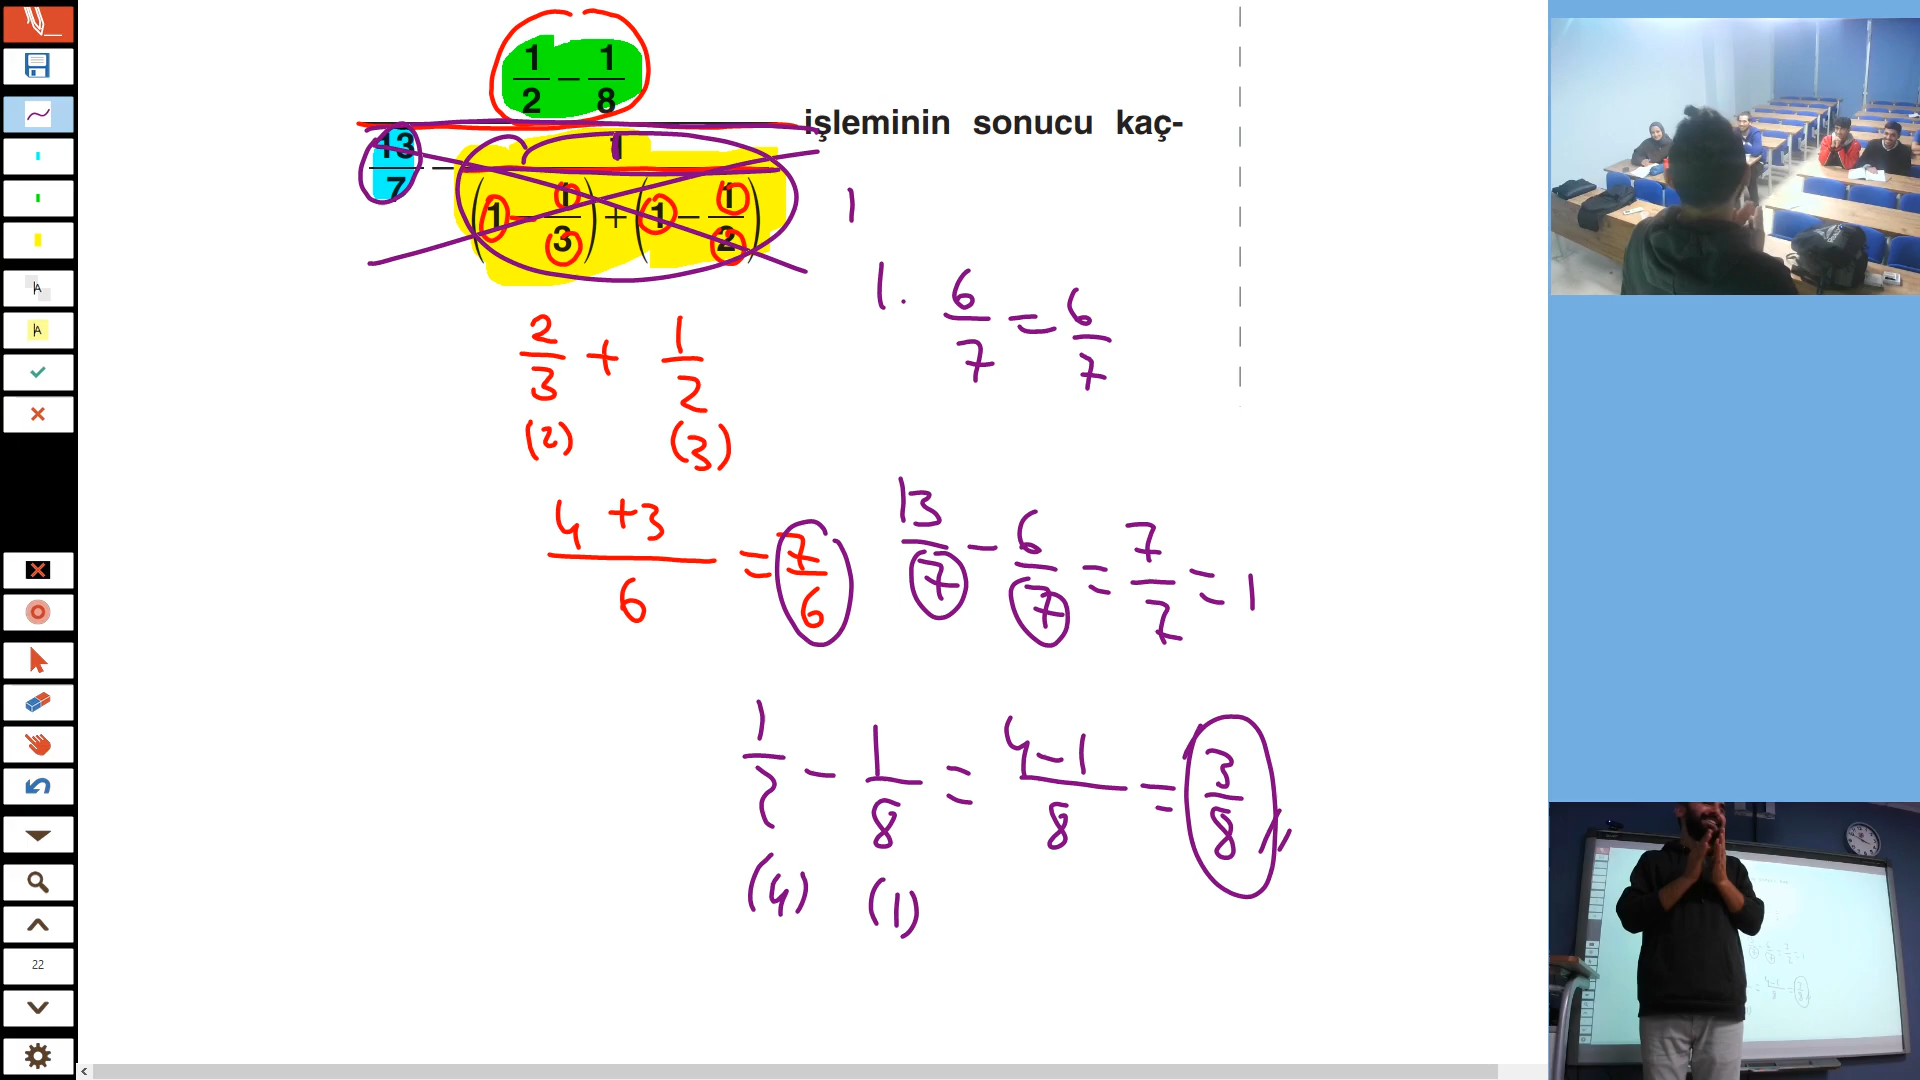 1/2 − 1/8
13/7 − 1/((1 − 1/3) + (1 − 1/2)) işleminin sonucu kaç-
1
1 . 6/7 = 6/7
2/3 + 1/2
(2) (3)
4 + 3 / 6 = 7/6
13/7 − 6/7 = 7/7 = 1
1/2 − 1/8 = 4 − 1 / 8 = 3/8
(4) (1)
22